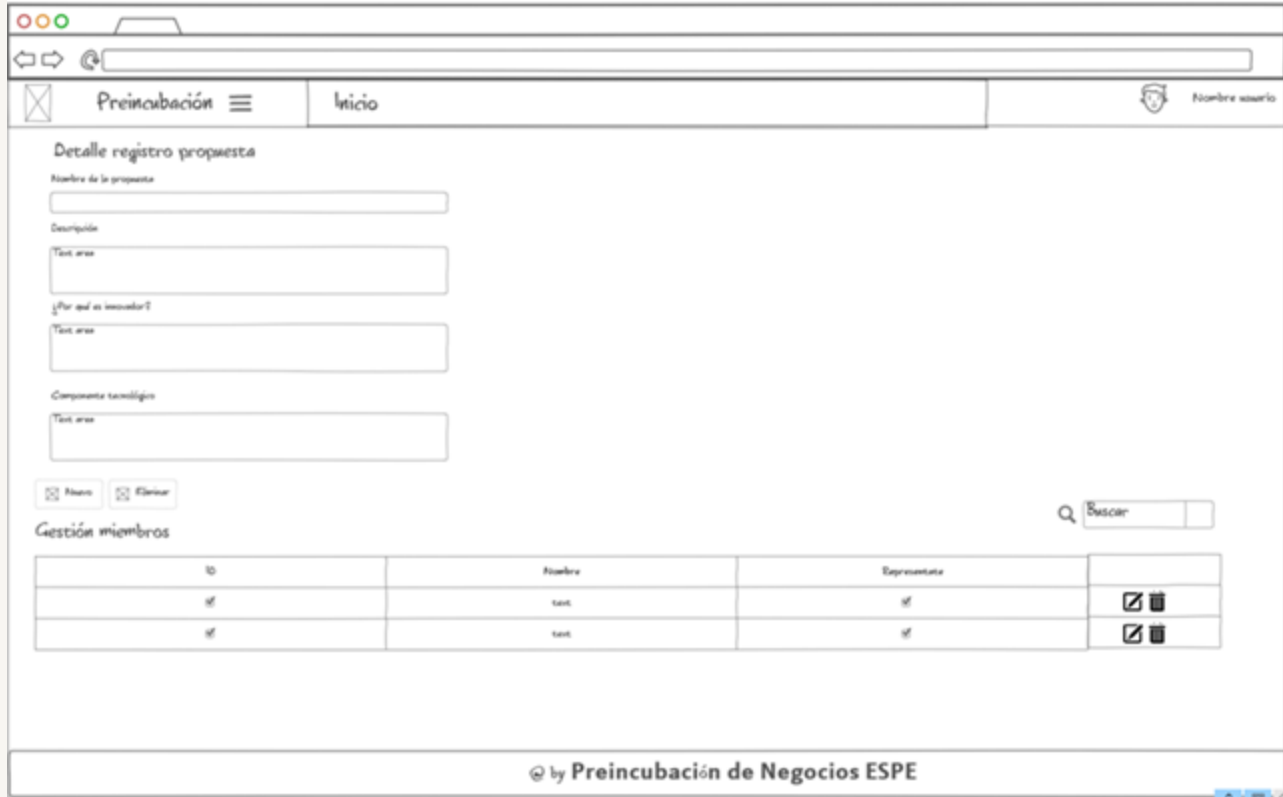 Preincubación
Inicio
Nombre usuario
Detalle registro propuesta
Nombre de la propuesta
Descripción
Text area
¿Por qué es innovador?
Text area
Componente tecnológico
Text area
Nuevo
Eliminar
Buscar
Gestión miembros
ID Nombre Representate
text
text
@ by Preincubación de Negocios ESPE